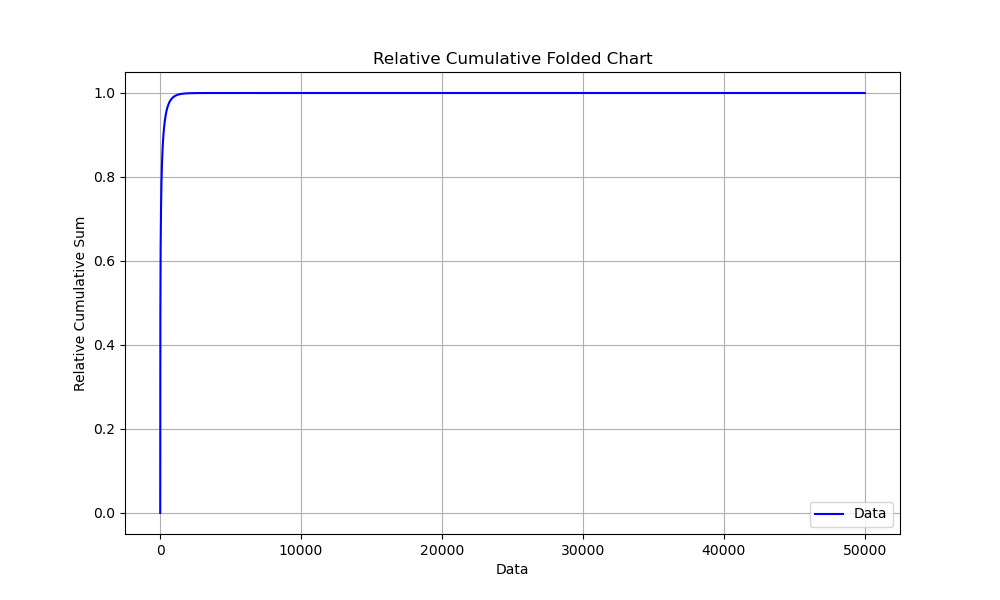 Relative Cumulative Folded Chart
1.0
0.8
0.6
0.4
0.2
0.0
Relative Cumulative Sum
Data
0 10000 20000 30000 40000 50000
Data